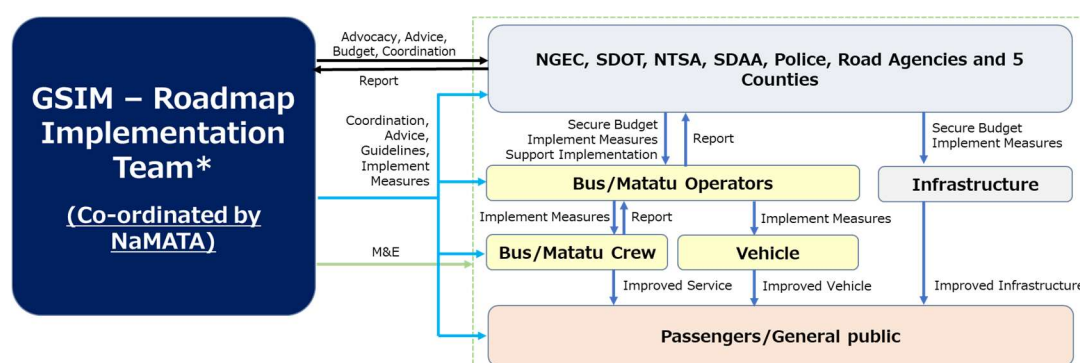 GSIM – Roadmap
Implementation
Team*
(Co-ordinated by
NaMATA)
Advocacy, Advice,
Budget, Coordination
Report
Coordination,
Advice,
Guidelines,
Implement
Measures
M&E
NGEC, SDOT, NTSA, SDAA, Police, Road Agencies and 5
Counties
Secure Budget
Implement Measures
Support Implementation
Report
Secure Budget
Implement Measures
Bus/Matatu Operators
Infrastructure
Implement Measures
Report
Implement Measures
Bus/Matatu Crew
Vehicle
Improved Service
Improved Vehicle
Improved Infrastructure
Passengers/General public